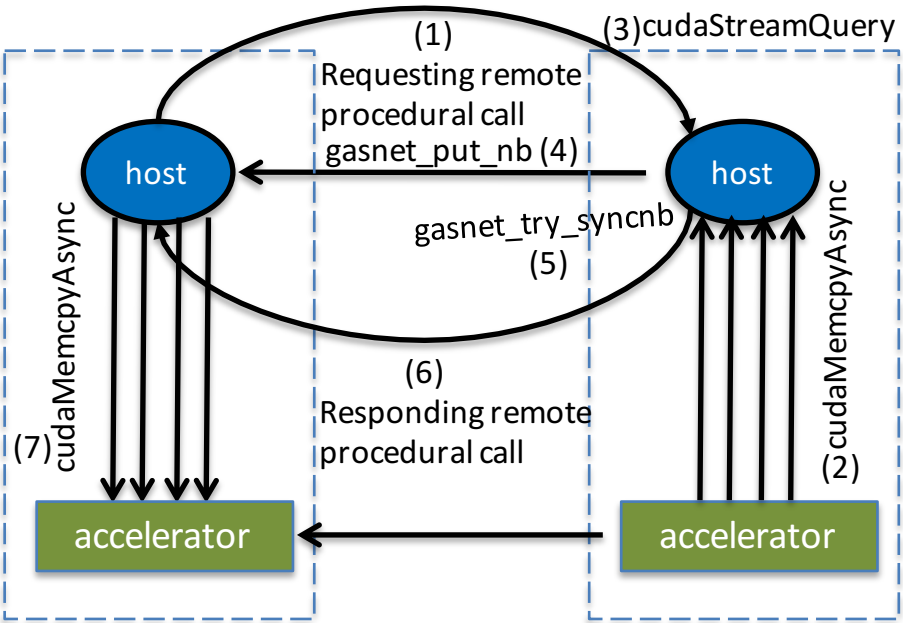 (1)
(3)cudaStreamQuery
Requesting remote
procedural call
gasnet_put_nb (4)
host
host
gasnet_try_syncnb
(5)
cudaMemcpyAsync
(7)
cudaMemcpyAsync
(2)
(6)
Responding remote
procedural call
accelerator
accelerator